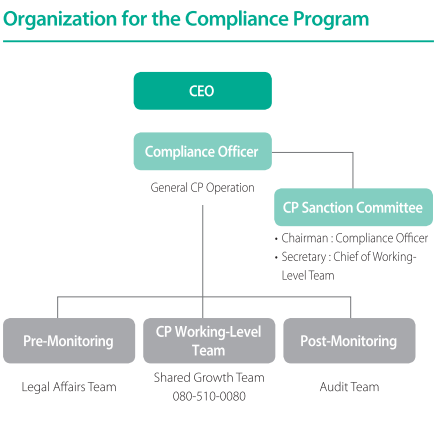 Organization for the Compliance Program
CEO
Compliance Officer
General CP Operation
CP Sanction Committee
• Chairman : Compliance Officer
• Secretary : Chief of Working-
Level Team
Pre-Monitoring
Legal Affairs Team
CP Working-Level
Team
Shared Growth Team
080-510-0080
Post-Monitoring
Audit Team